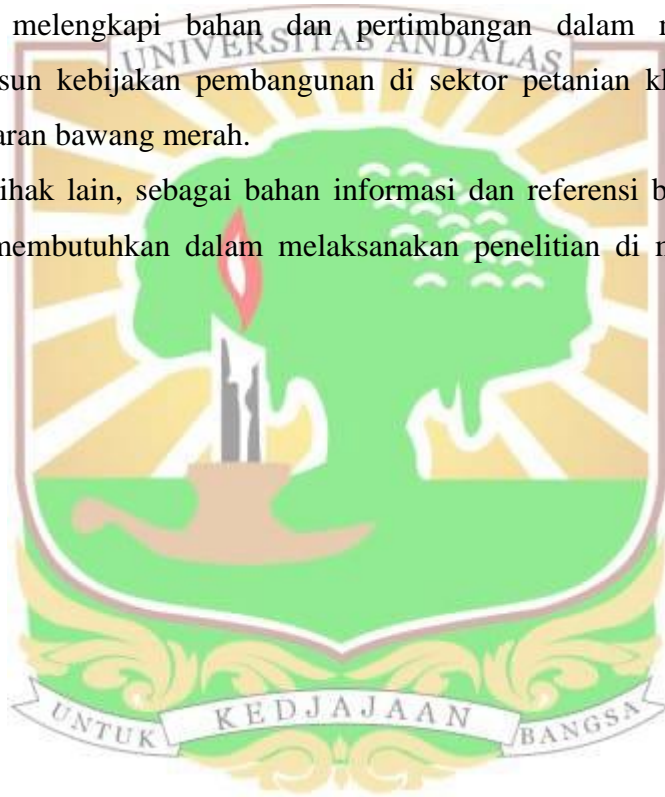 melengkapi bahan dan pertimbangan dalam
UNIVERSITAS ANDALAS
sun kebijakan pembangunan di sektor petanian
aran bawang merah.
ihak lain, sebagai bahan informasi dan referensi
membutuhkan dalam melaksanakan penelitian di
UNTUK KEDJAJAAN BANGSA